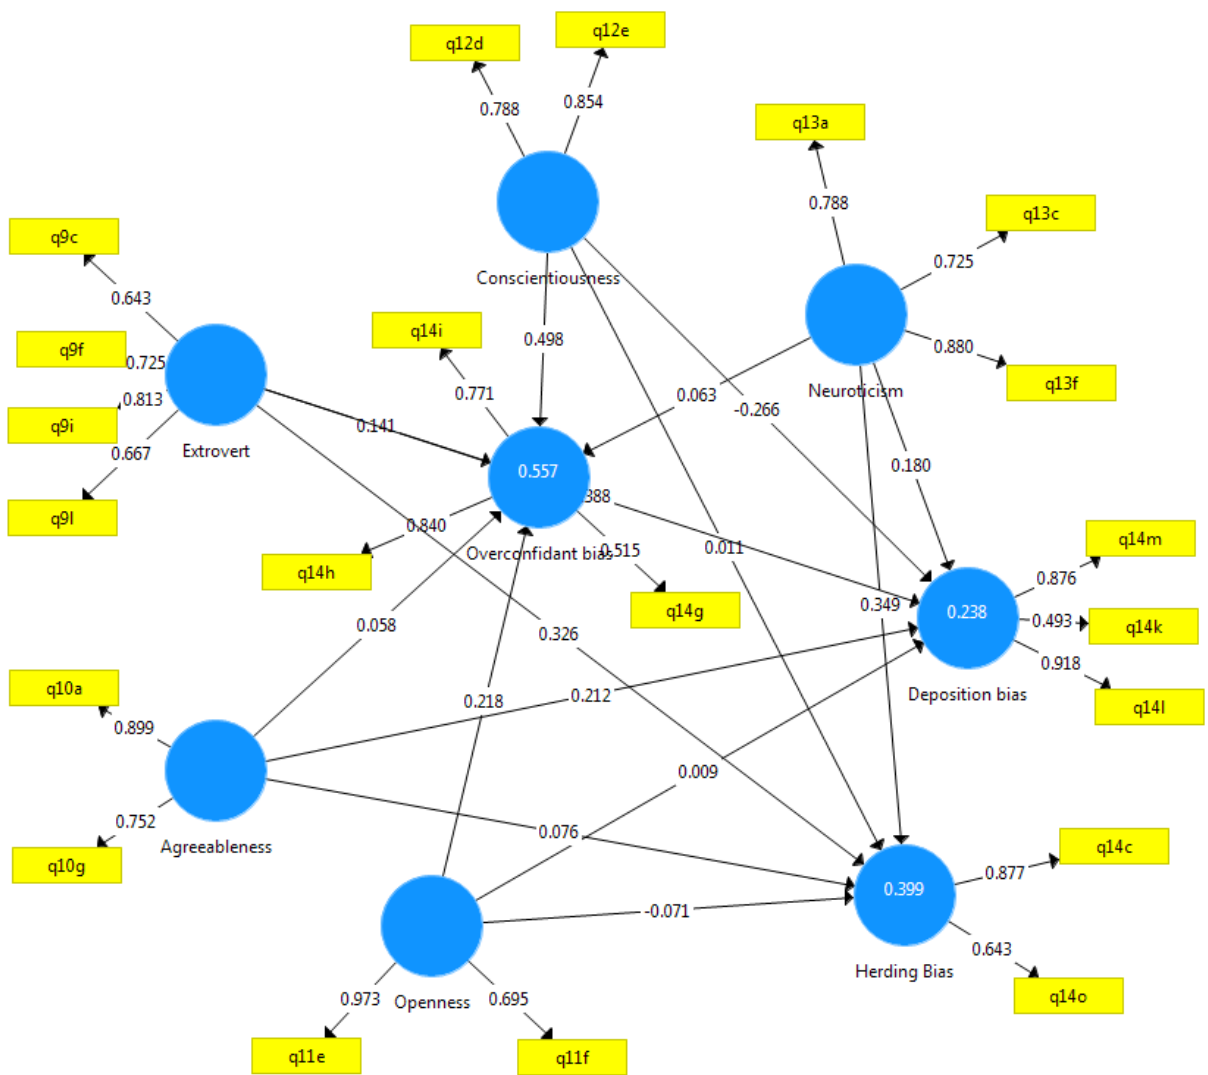 q12d
q12e
0.788
0.854
q13a
0.788
q9c
q13c
0.643
0.725
Conscientiousness
q14i
q9f
0.725
0.498
0.880
q13f
0.771
0.813
0.063
-0.266
Neuroticism
q9i
0.141
Extrovert
0.667
0.557
0.180
388
q9l
0.840
Overconfidant bias
0.515
0.011
q14m
q14h
0.876
q14g
0.349
0.238
0.493
q14k
0.058
0.326
0.918
q10a
0.212
Deposition bias
0.218
q14l
0.899
0.009
0.752
0.076
Agreeableness
q14c
q10g
0.877
0.399
-0.071
0.643
Herding Bias
0.973
Openness
0.695
q14o
q11e
q11f